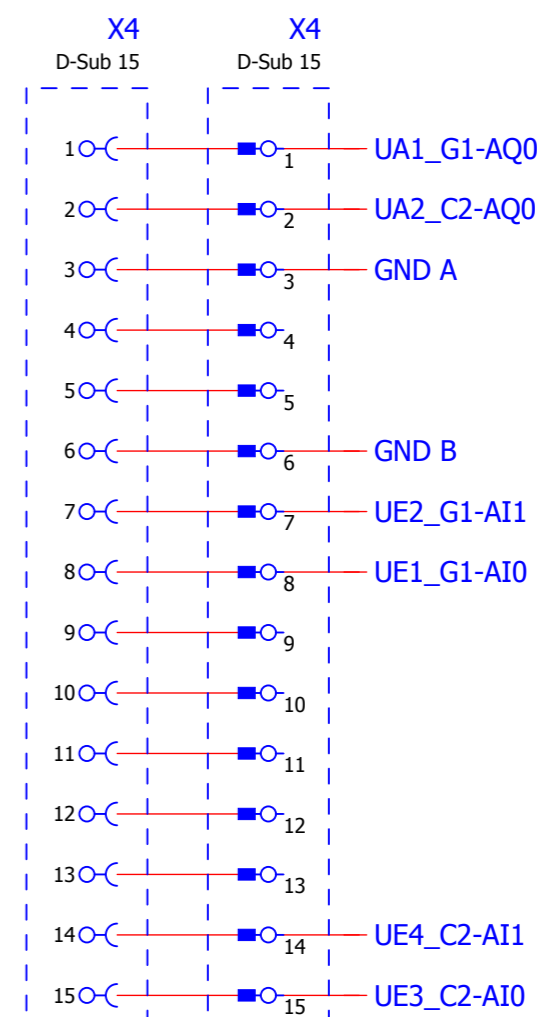 X4 X4
D-Sub 15 D-Sub 15
1 1 UA1_G1-AQ0
2 2 UA2_C2-AQ0
3 3 GND A
4 4
5 5
6 6 GND B
7 7 UE2_G1-AI1
8 8 UE1_G1-AI0
9 9
10 10
11 11
12 12
13 13
14 14 UE4_C2-AI1
15 15 UE3_C2-AI0